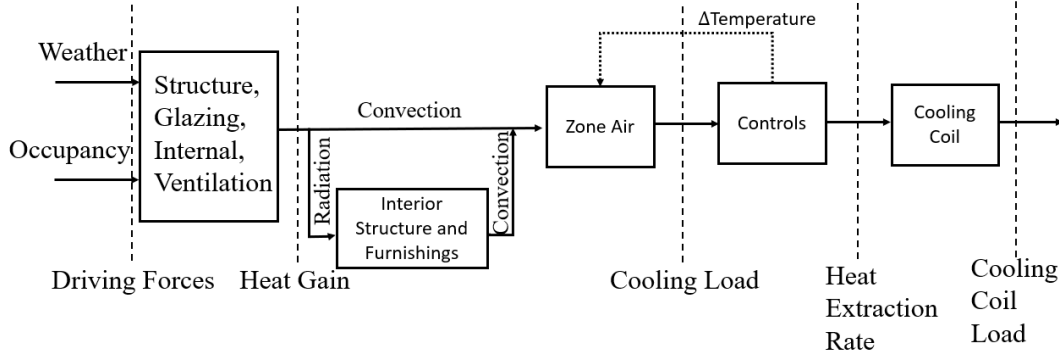 ΔTemperature
Weather
Structure,
Glazing,
Internal,
Ventilation
Occupancy
Convection
Radiation
Convection
Interior
Structure and
Furnishings
Zone Air
Controls
Cooling
Coil
Driving Forces
Heat Gain
Cooling Load
Heat
Extraction
Rate
Cooling
Coil
Load